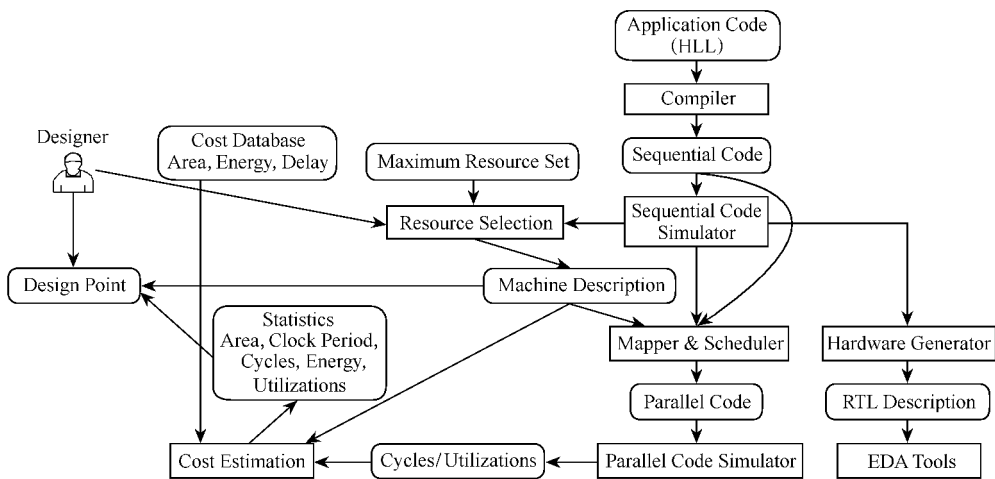 Application Code
(HLL)
Compiler
Designer
Cost Database
Area, Energy, Delay
Maximum Resource Set
Sequential Code
Resource Selection
Sequential Code
Simulator
Design Point
Machine Description
Statistics
Area, Clock Period,
Cycles, Energy,
Utilizations
Mapper & Scheduler
Hardware Generator
Parallel Code
RTL Description
Cost Estimation
Cycles/Utilizations
Parallel Code Simulator
EDA Tools